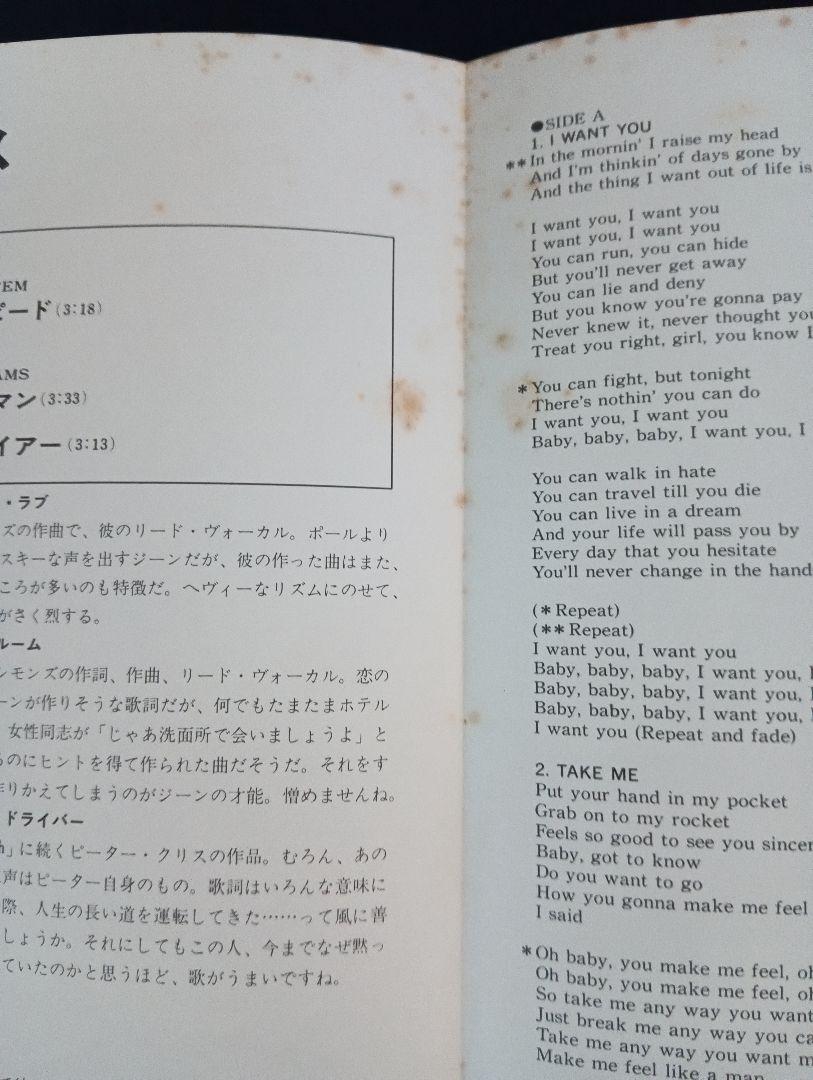 TEM
ピード(3:18)
AMS
マン(3:33)
イアー(3:13)
・ラブ
ズの作曲で、彼のリード・ヴォーカル。ポールより
スキーな声を出すジーンだが、彼の作った曲はまた、
ころが多いのも特徴だ。ヘヴィーなリズムにのせて、
がさく烈する。
ルーム
シモンズの作詞、作曲、リード・ヴォーカル。恋の
ーンが作りそうな歌詞だが、何でもたまたまホテル
女性同志が「じゃあ洗面所で会いましょうよ」と
るのにヒントを得て作られた曲だそうだ。それをす
作りかえてしまうのがジーンの才能。憎めませんね。
ドライバー
」に続くピーター・クリスの作品。むろん、あの
声はピーター自身のもの。歌詞はいろんな意味に
際、人生の長い道を運転してきた……って風に善
しょうか。それにしてもこの人、今までなぜ黙っ
ていたのかと思うほど、歌がうまいですね。
●SIDE A
1. I WANT YOU
**In the mornin' I raise my head
And I'm thinkin' of days gone by
And the thing I want out of life is
I want you, I want you
I want you, I want you
You can run, you can hide
But you'll never get away
You can lie and deny
But you know you're gonna pay
Never knew it, never thought you
Treat you right, girl, you know I
*You can fight, but tonight
There's nothin' you can do
I want you, I want you
Baby, baby, baby, I want you, I
You can walk in hate
You can travel till you die
You can live in a dream
And your life will pass you by
Every day that you hesitate
You'll never change in the hand
(*Repeat)
(**Repeat)
I want you, I want you
Baby, baby, baby, I want you, I
Baby, baby, baby, I want you, I
Baby, baby, baby, I want you, I
I want you (Repeat and fade)
2. TAKE ME
Put your hand in my pocket
Grab on to my rocket
Feels so good to see you sincer
Baby, got to know
Do you want to go
How you gonna make me feel
I said
*Oh baby, you make me feel, oh
Oh baby, you make me feel, oh
So take me any way you want
Just break me any way you ca
Take me any way you want m
Make me feel like a man